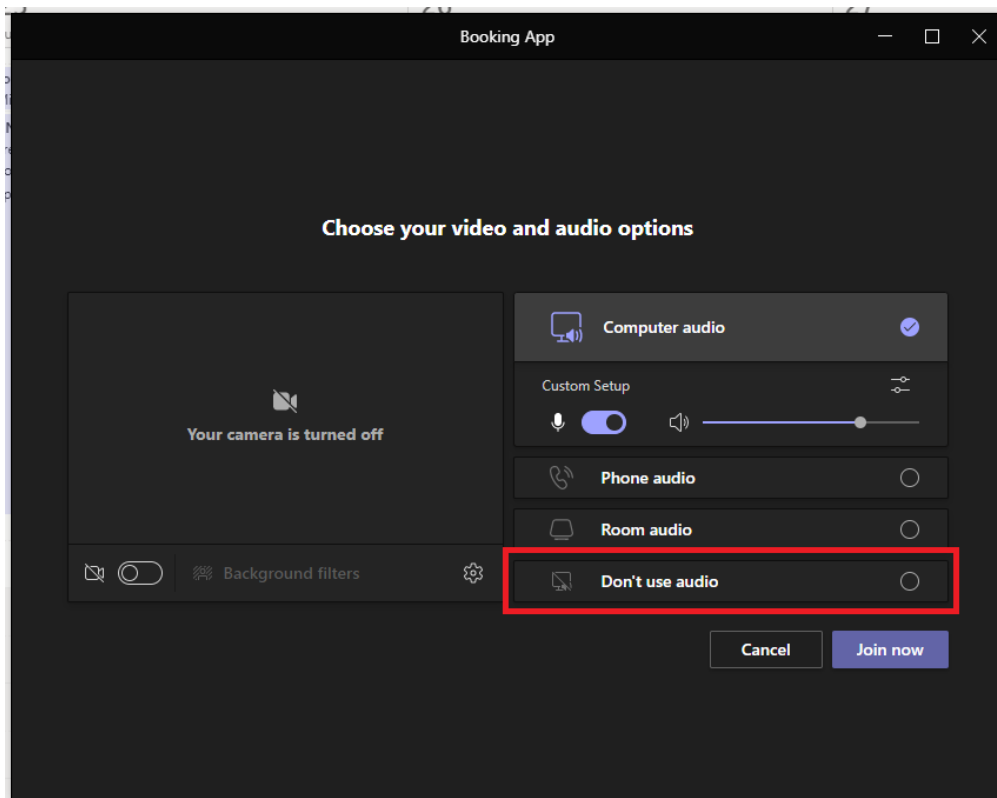 Booking App
Choose your video and audio options
Your camera is turned off
Background filters
Computer audio
Custom Setup
Phone audio
Room audio
Don't use audio
Cancel
Join now